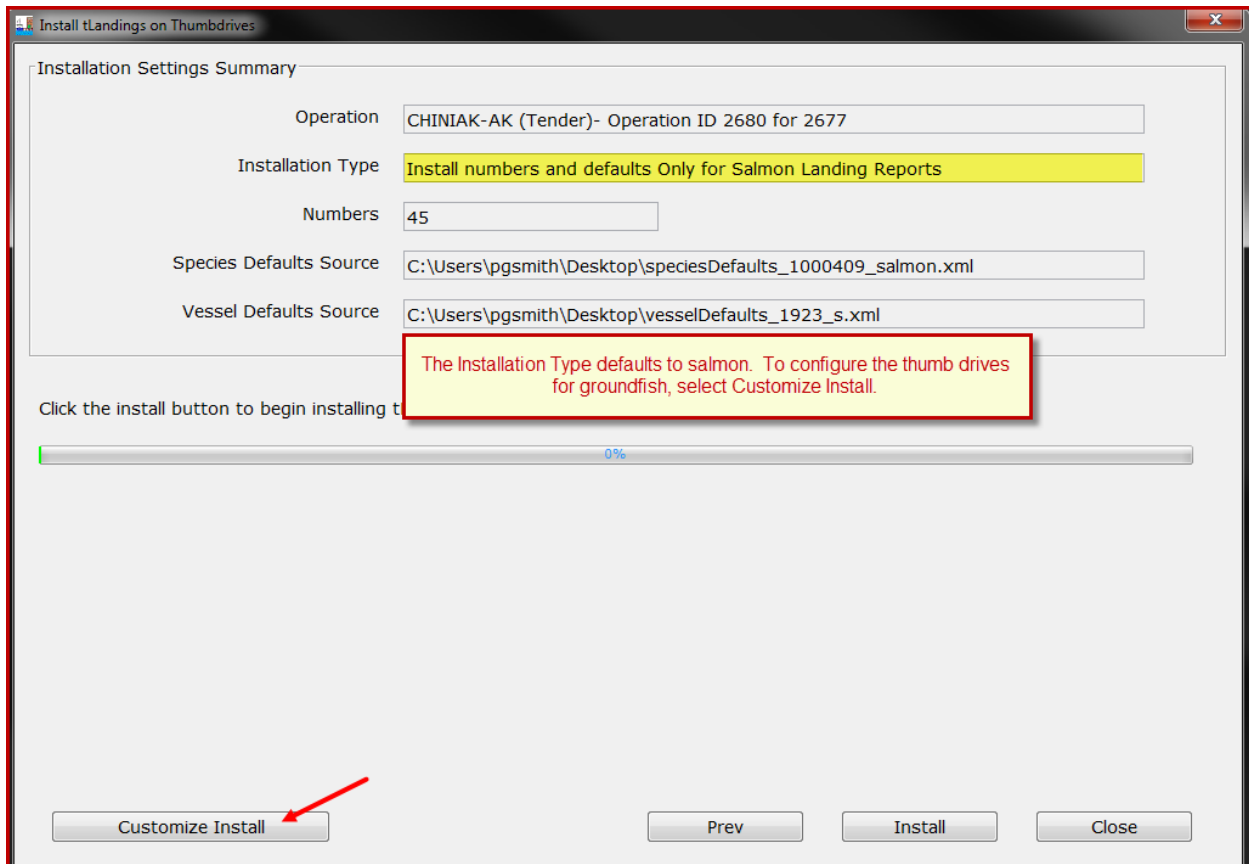 Install tLandings on Thumbdrives
x
Installation Settings Summary
Operation CHINIAK-AK (Tender)- Operation ID 2680 for 2677
Installation Type Install numbers and defaults Only for Salmon Landing Reports
Numbers 45
Species Defaults Source C:\Users\pgsmith\Desktop\speciesDefaults_1000409_salmon.xml
Vessel Defaults Source C:\Users\pgsmith\Desktop\vesselDefaults_1923_s.xml
The Installation Type defaults to salmon. To configure the thumb drives
for groundfish, select Customize Install.
Click the install button to begin installing
0%
Customize Install Prev Install Close